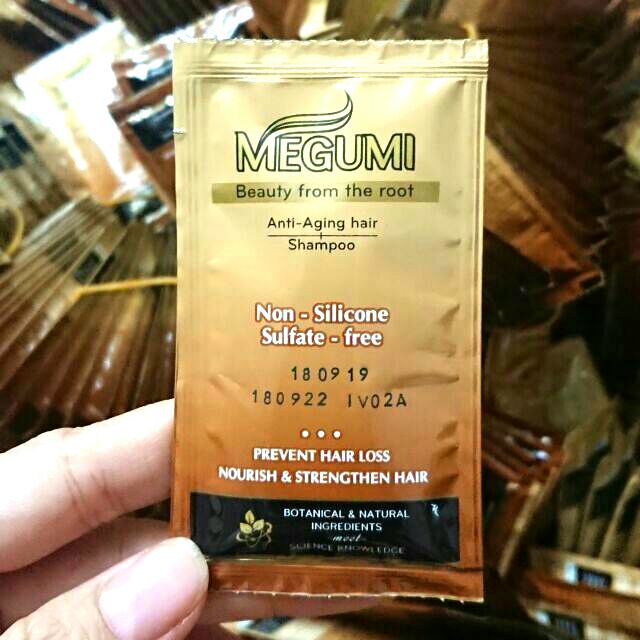 MEGUMI
Beauty from the root
Anti-Aging hair
Shampoo
Non - Silicone
Sulfate - free
180919
180922 IV02A
PREVENT HAIR LOSS
NOURISH & STRENGTHEN HAIR
BOTANICAL & NATURAL
INGREDIENTS
meet
SCIENCE KNOWLEDGE